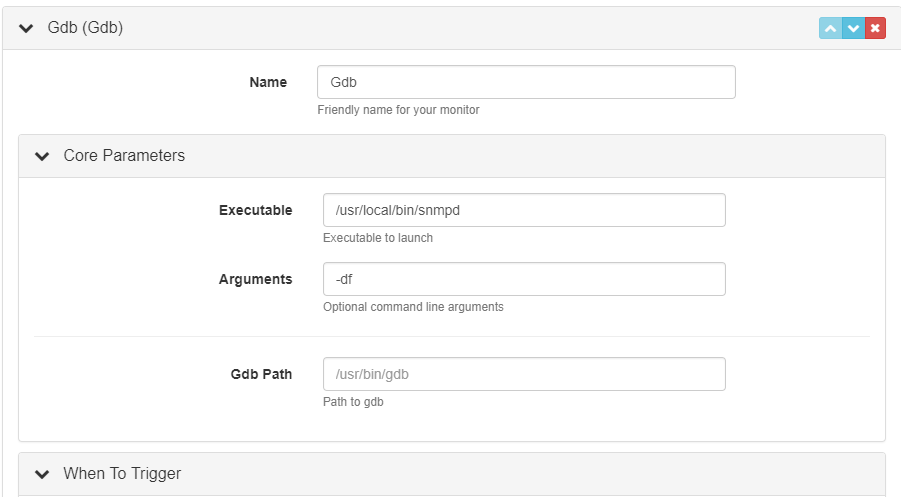 Gdb (Gdb)
Name
Gdb
Friendly name for your monitor
Core Parameters
Executable
/usr/local/bin/snmpd
Executable to launch
Arguments
-df
Optional command line arguments
Gdb Path
/usr/bin/gdb
Path to gdb
When To Trigger